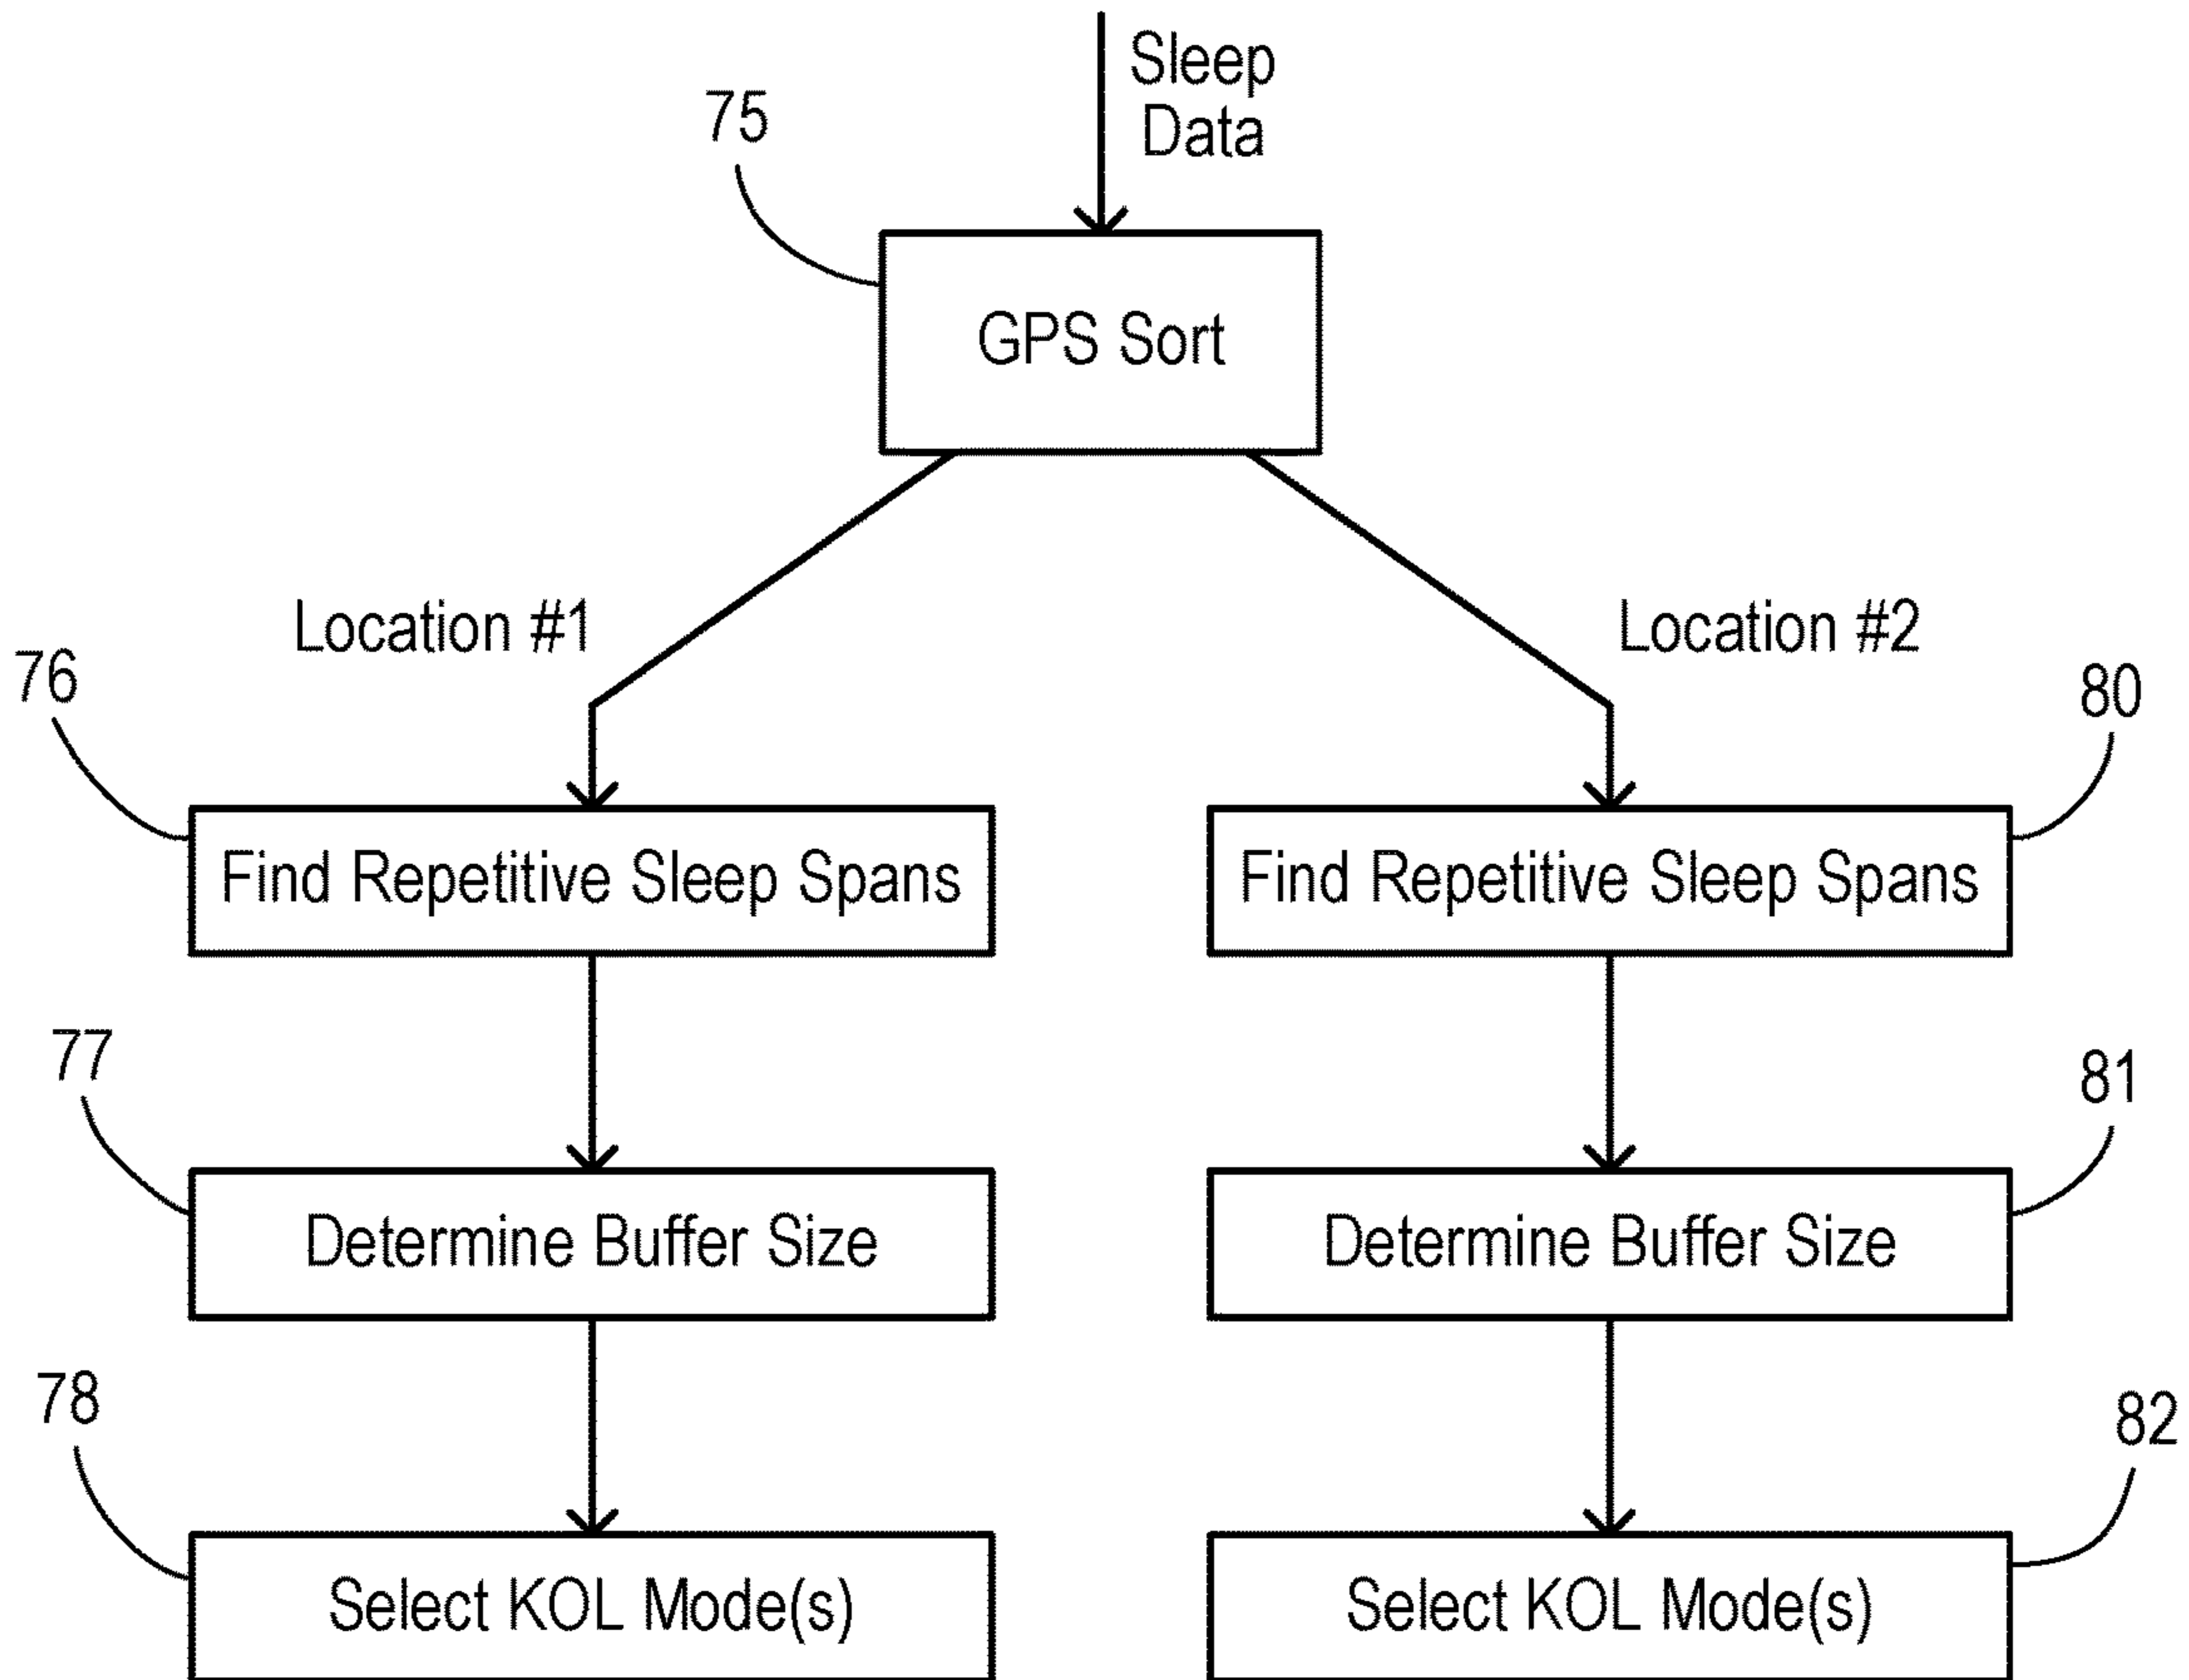 Sleep
Data
75
GPS Sort
Location #1
Location #2
76
80
Find Repetitive Sleep Spans
Find Repetitive Sleep Spans
77
81
Determine Buffer Size
Determine Buffer Size
78
82
Select KOL Mode(s)
Select KOL Mode(s)